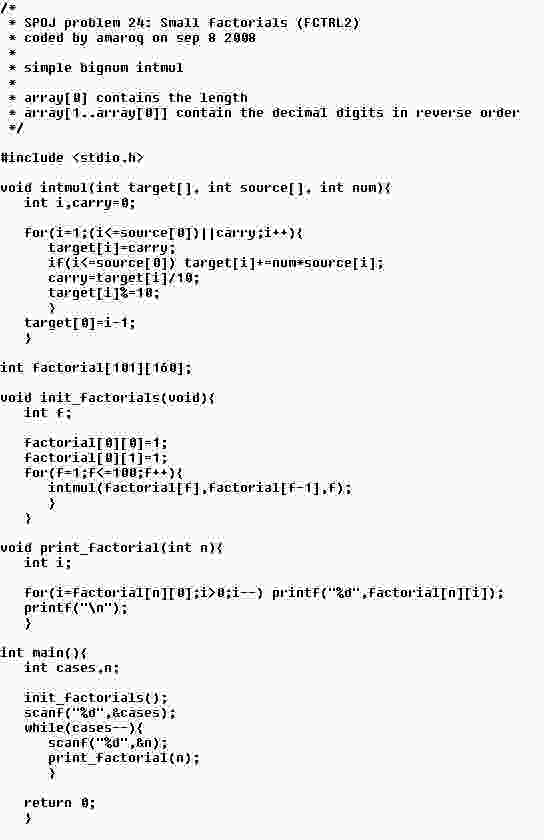 /*
 * SPOJ problem 24: Small factorials (FCTRL2)
 * coded by amaroq on sep 8 2008
 *
 * simple bignum intmul
 *
 * array[0] contains the length
 * array[1..array[0]] contain the decimal digits in reverse order
 */

#include <stdio.h>

void intmul(int target[], int source[], int num){
   int i,carry=0;

   for(i=1;(i<=source[0])||carry;i++){
      target[i]=carry;
      if(i<=source[0]) target[i]+=num*source[i];
      carry=target[i]/10;
      target[i]%=10;
      }
   target[0]=i-1;
   }

int factorial[101][160];

void init_factorials(void){
   int f;

   factorial[0][0]=1;
   factorial[0][1]=1;
   for(f=1;f<=100;f++){
      intmul(factorial[f],factorial[f-1],f);
      }
   }

void print_factorial(int n){
   int i;

   for(i=factorial[n][0];i>0;i--) printf("%d",factorial[n][i]);
   printf("\n");
   }

int main(){
   int cases,n;

   init_factorials();
   scanf("%d",&cases);
   while(cases--){
      scanf("%d",&n);
      print_factorial(n);
      }

   return 0;
   }